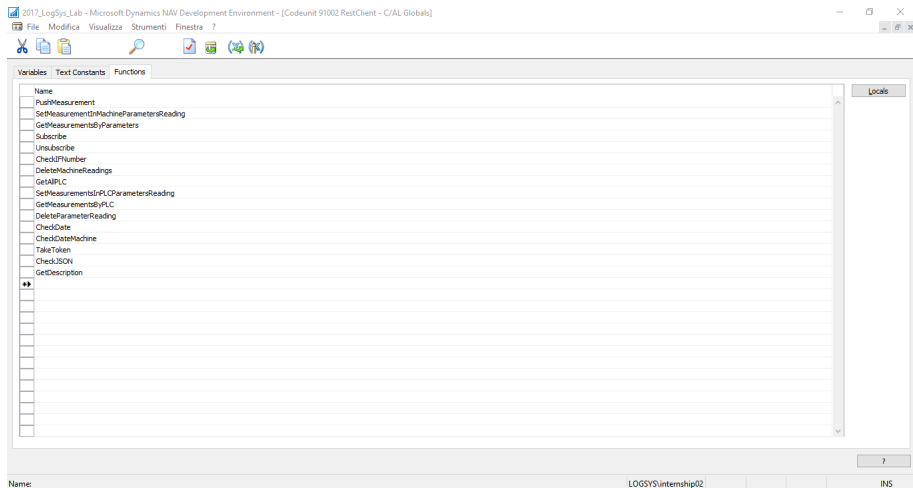 2017_LogSys_Lab - Microsoft Dynamics NAV Development Environment - [Codeunit 91002 RestClient - C/AL Globals]
File Modifica Visualizza Strumenti Finestra ?
Variables Text Constants Functions
Name
Locals
PushMeasurement
SetMeasurementInMachineParametersReading
GetMeasurementsByParameters
Subscribe
Unsubscribe
CheckIFNumber
DeleteMachineReadings
GetAllPLC
SetMeasurementsInPLCParametersReading
GetMeasurementsByPLC
DeleteParameterReading
CheckDate
CheckDateMachine
TakeToken
CheckJSON
GetDescription
?
Name: LOGSYS\internship02 INS